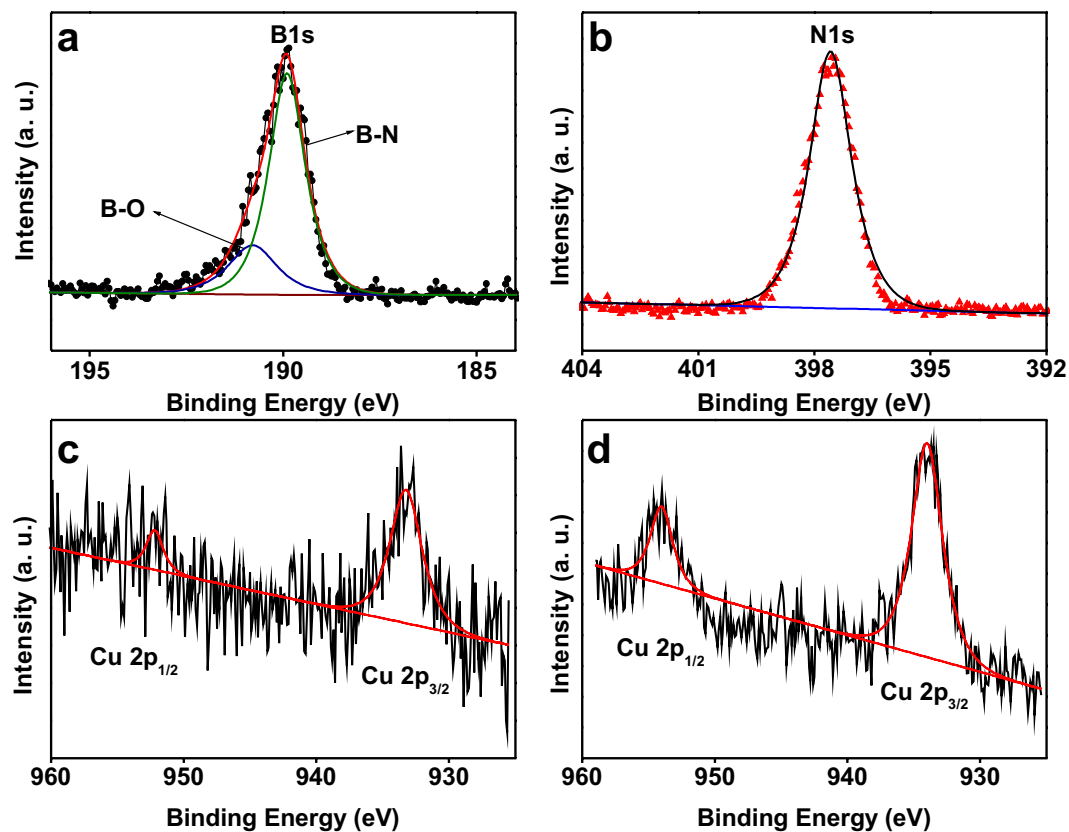 a
B1s
B-N
B-O
Intensity (a. u.)
195 190 185
Binding Energy (eV)
b
N1s
Intensity (a. u.)
404 401 398 395 392
Binding Energy (eV)
c
Cu 2p1/2
Cu 2p3/2
Intensity (a. u.)
960 950 940 930
Binding Energy (eV)
d
Cu 2p1/2
Cu 2p3/2
Intensity (a. u.)
960 950 940 930
Binding Energy (eV)